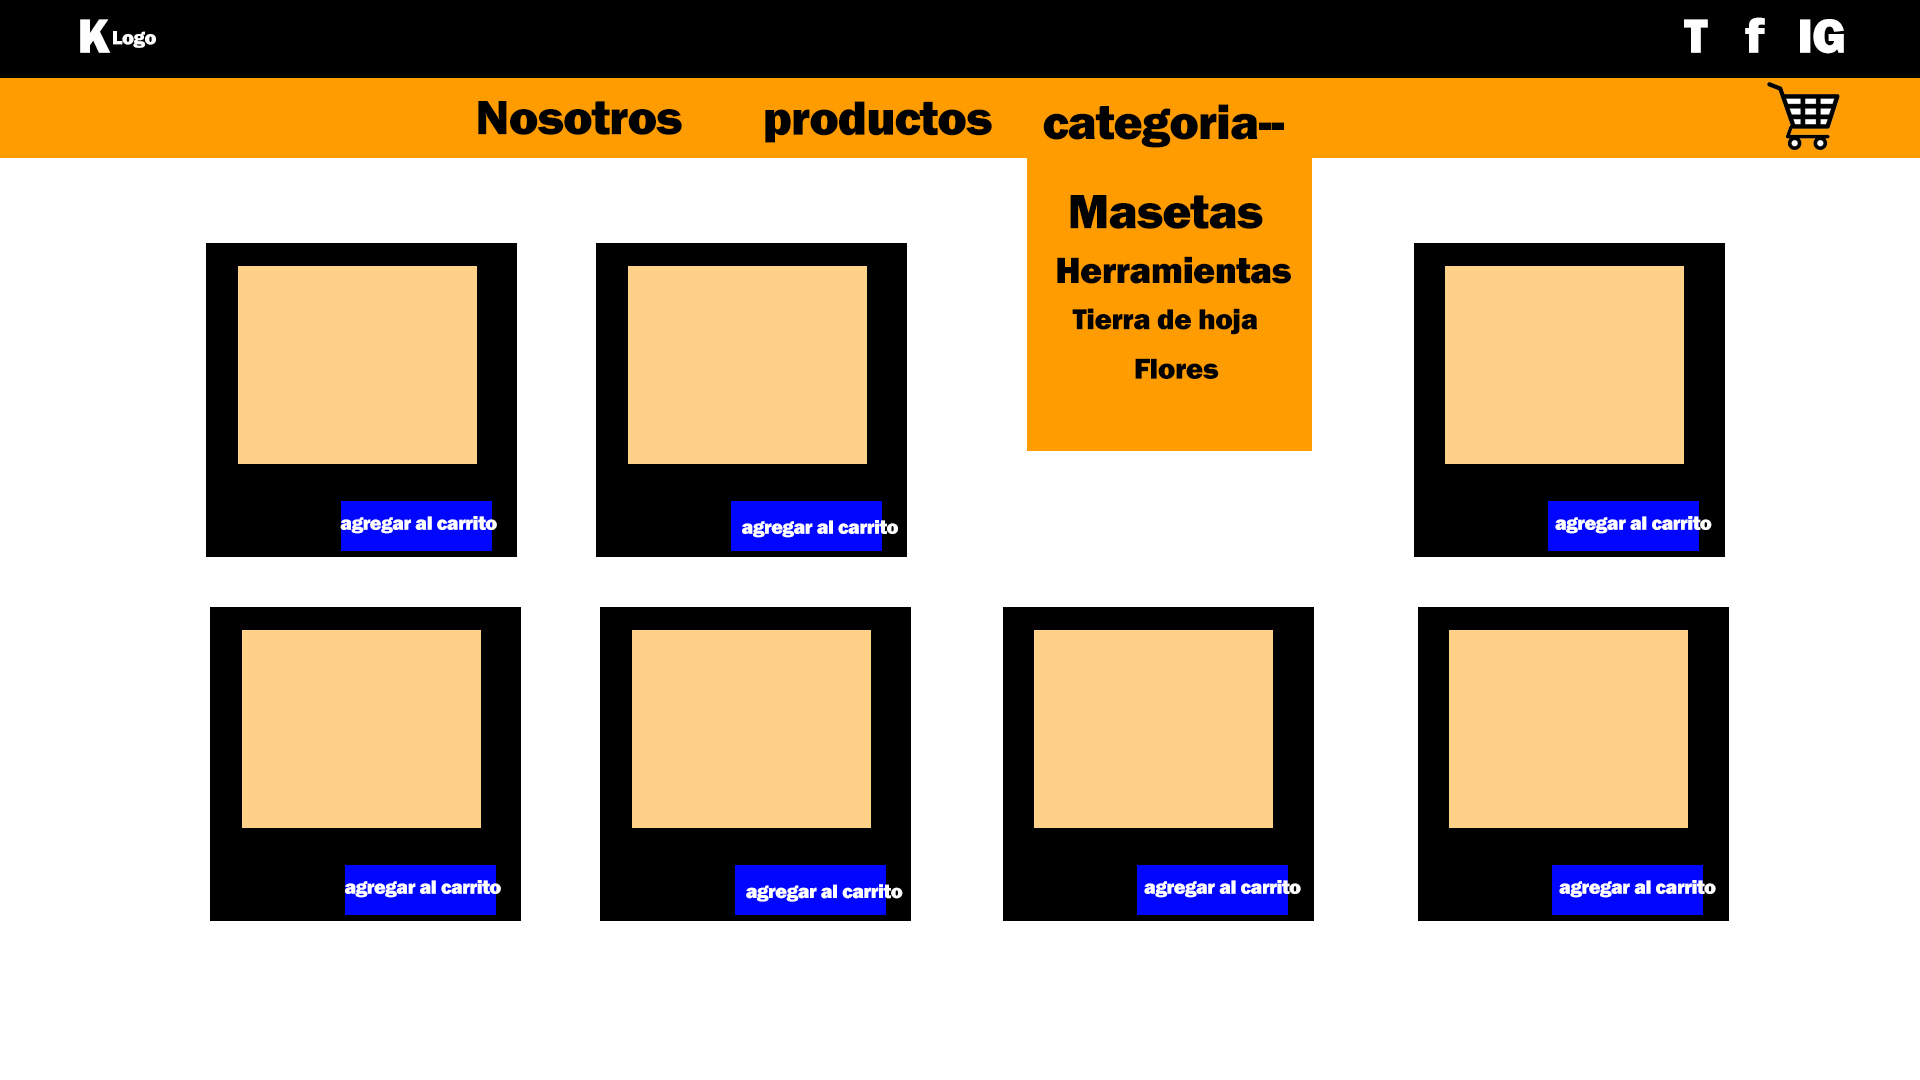 K Logo
T f IG
Nosotros productos categoria--
Masetas
Herramientas
Tierra de hoja
Flores
agregar al carrito
agregar al carrito
agregar al carrito
agregar al carrito
agregar al carrito
agregar al carrito
agregar al carrito